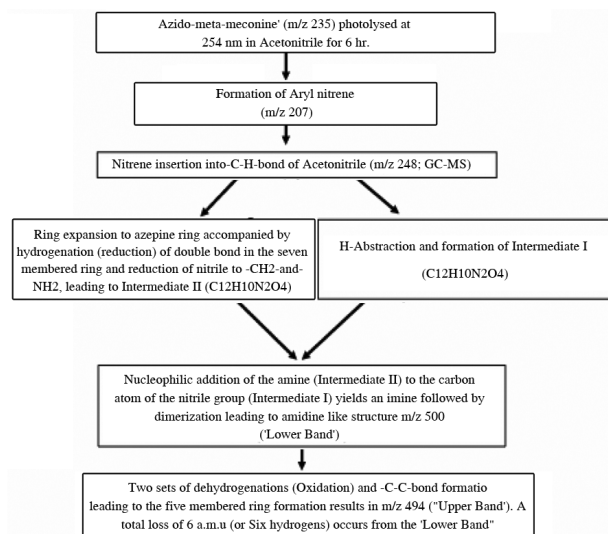 Azido-meta-meconine' (m/z 235) photolysed at
254 nm in Acetonitrile for 6 hr.
Formation of Aryl nitrene
(m/z 207)
Nitrene insertion into-C-H-bond of Acetonitrile (m/z 248; GC-MS)
Ring expansion to azepine ring accompanied by
hydrogenation (reduction) of double bond in the seven
membered ring and reduction of nitrile to -CH2-and-
NH2, leading to Intermediate II (C12H10N2O4)
H-Abstraction and formation of Intermediate I
(C12H10N2O4)
Nucleophilic addition of the amine (Intermediate II) to the carbon
atom of the nitrile group (Intermediate I) yields an imine followed by
dimerization leading to amidine like structure m/z 500
('Lower Band')
Two sets of dehydrogenations (Oxidation) and -C-C-bond formatio
leading to the five membered ring formation results in m/z 494 ("Upper Band'). A
total loss of 6 a.m.u (or Six hydrogens) occurs from the 'Lower Band"